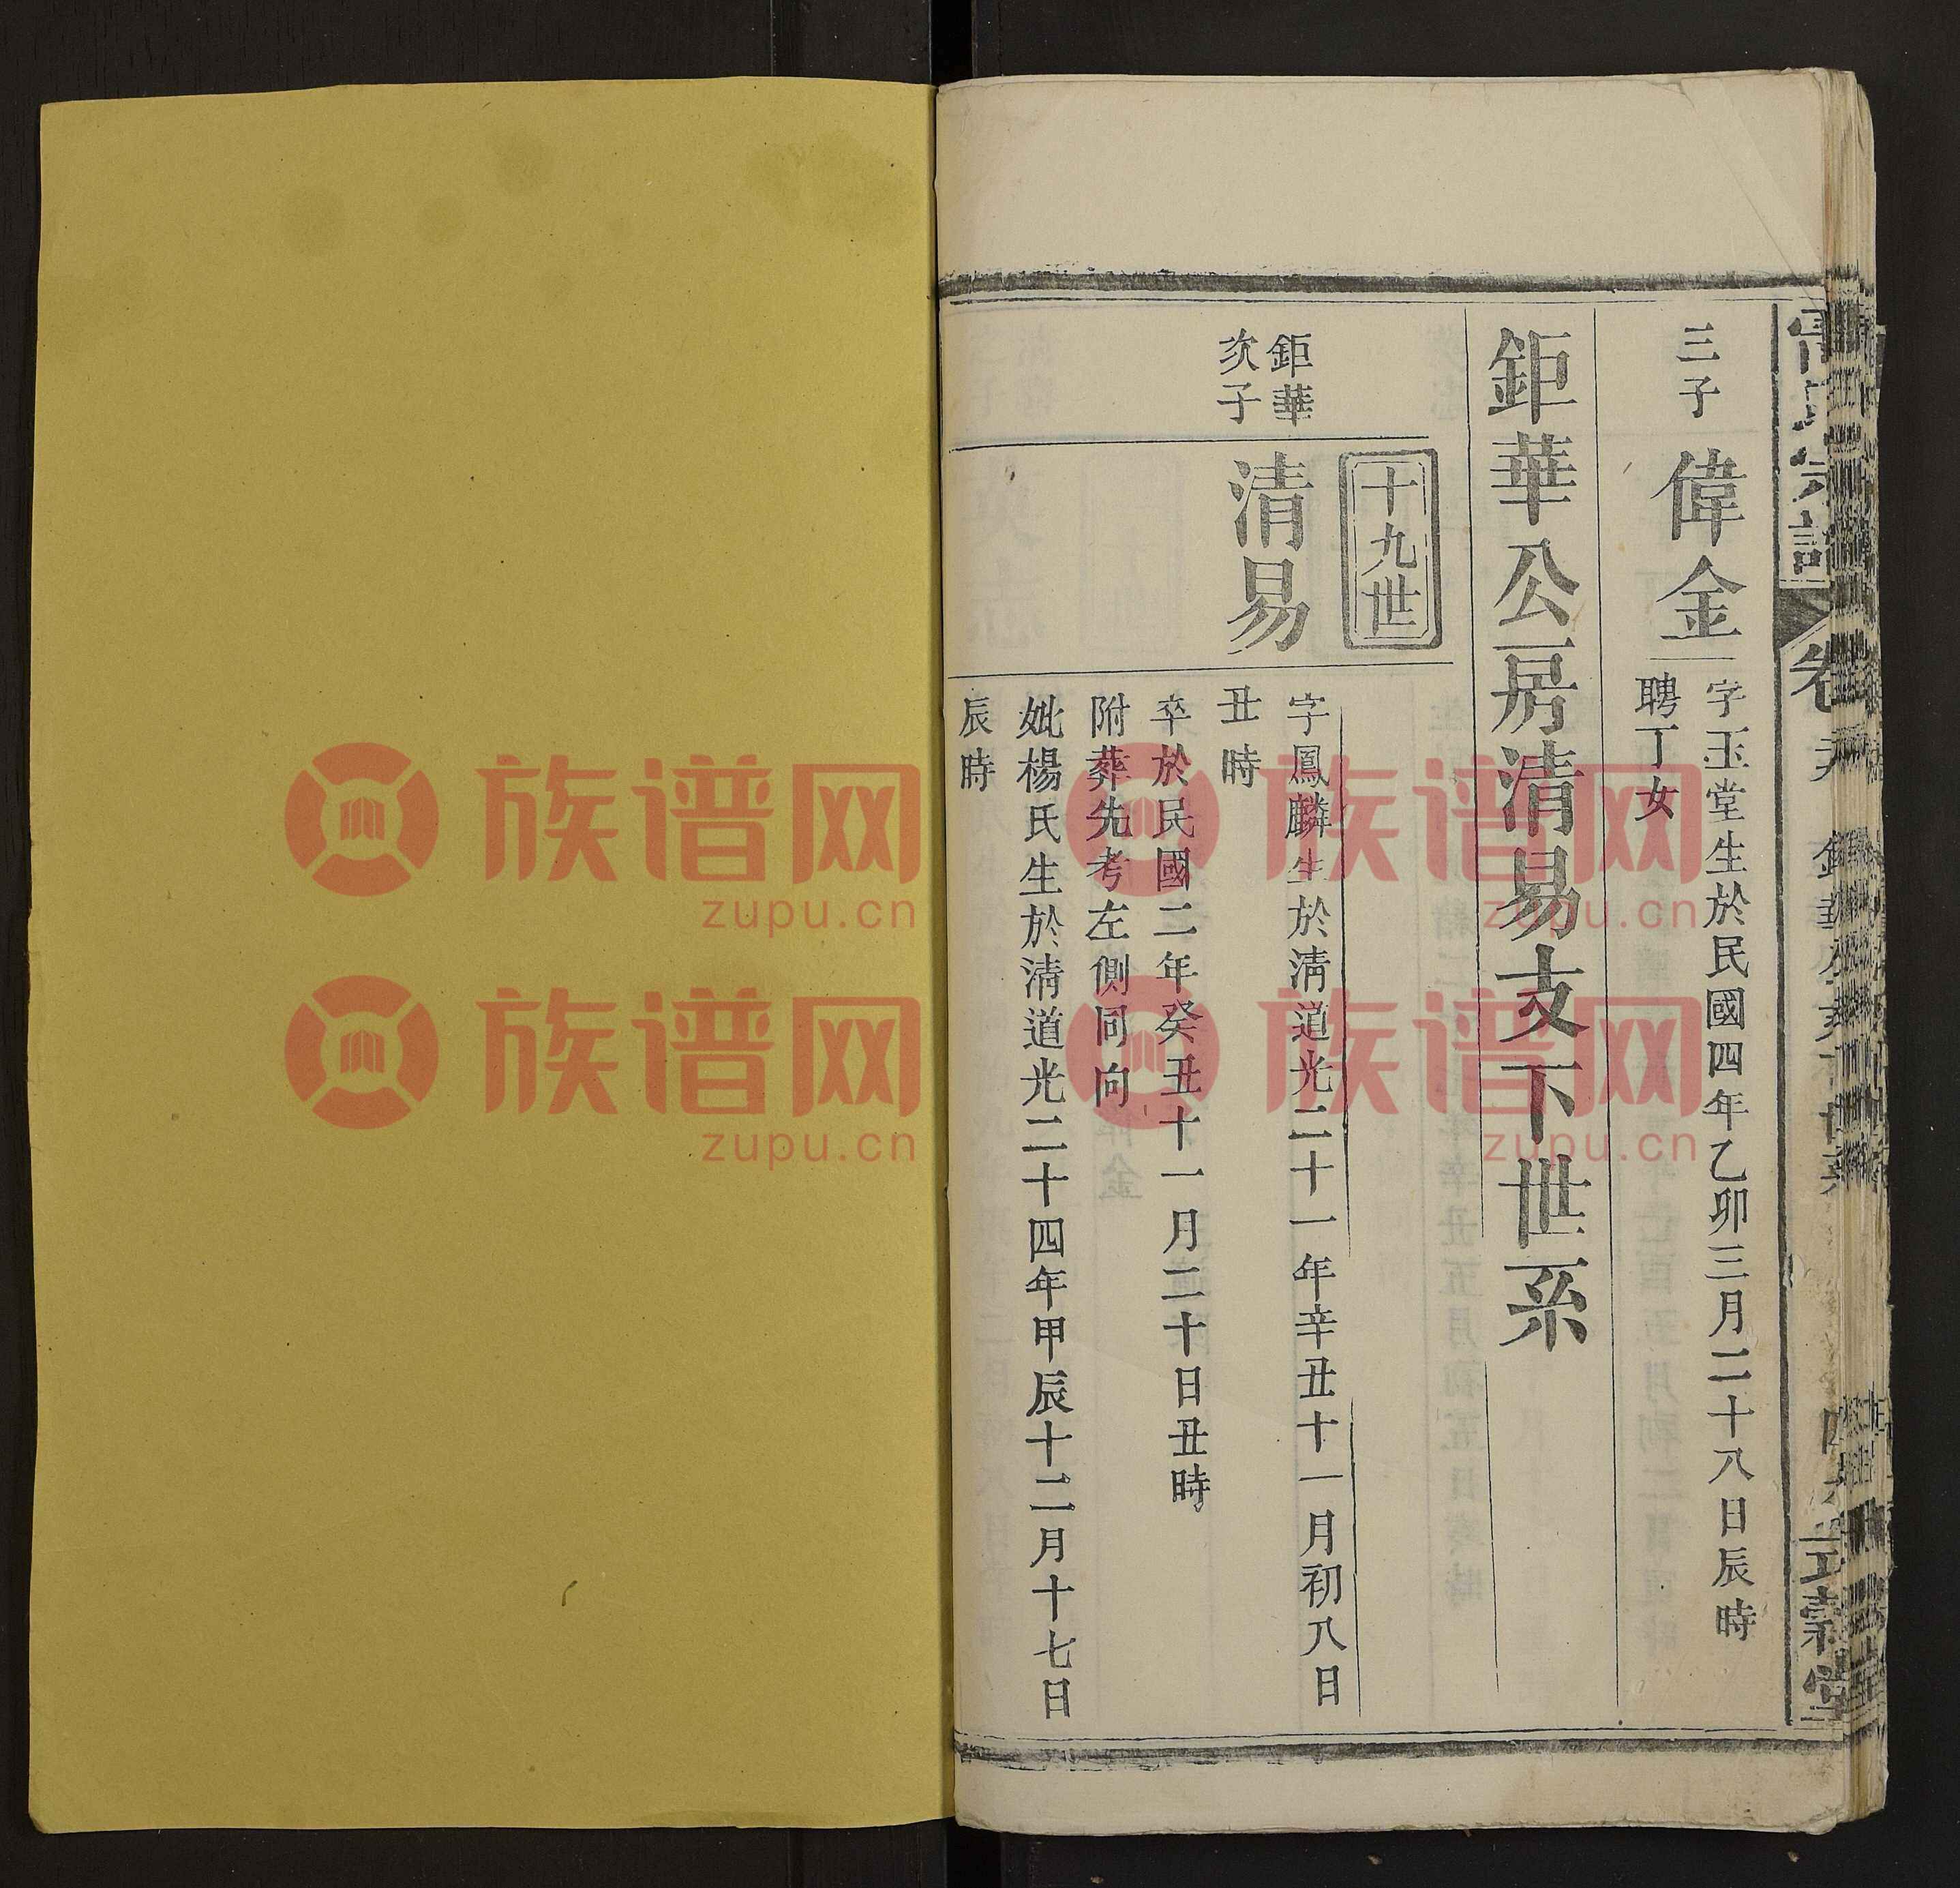 三子
偉金
字玉堂生於民國四年乙卯三月二十八日辰時
聘丁女
鉅華公房清易支下世系
十九世
鉅華
次子
清易
字鳳麟生於清道光二十一年辛丑十一月初八日
丑時
卒於民國二年癸丑十一月二十日丑時
附葬先考左側同向
妣楊氏生於清道光二十四年甲辰十二月十七日
辰時
族谱网
zupu.cn
族谱网
zupu.cn
族谱网
zupu.cn
族谱网
zupu.cn